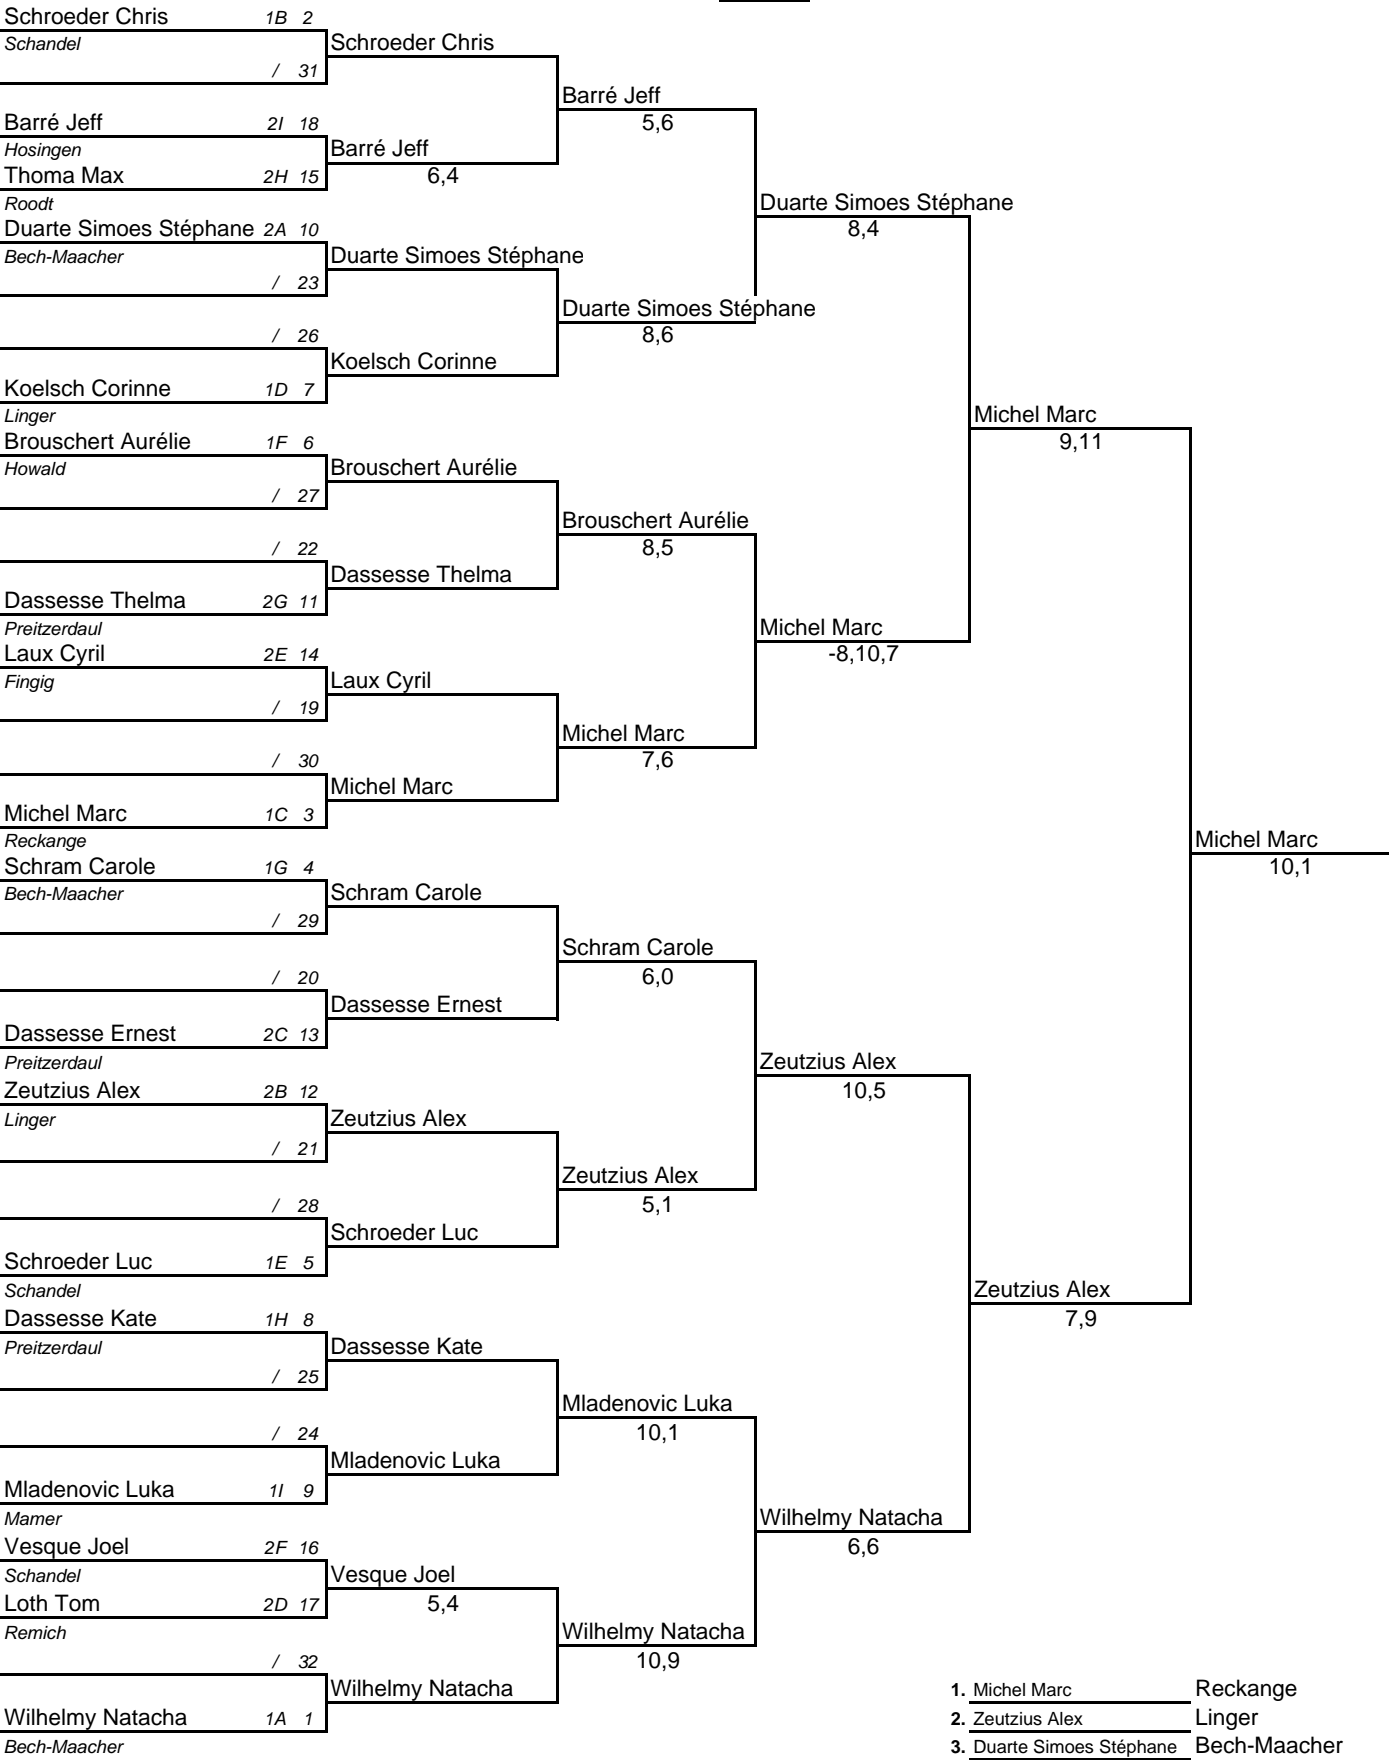 Schroeder Chris 1B 2
Schandel
Schroeder Chris
/ 31
Barré Jeff
5,6
Barré Jeff 2I 18
Hosingen
Barré Jeff
6,4
Thoma Max 2H 15
Roodt
Duarte Simoes Stéphane
8,4
Duarte Simoes Stéphane 2A 10
Bech-Maacher
Duarte Simoes Stéphane
/ 23
Duarte Simoes Stéphane
8,6
/ 26
Koelsch Corinne
Koelsch Corinne 1D 7
Linger
Michel Marc
9,11
Brouschert Aurélie 1F 6
Howald
Brouschert Aurélie
/ 27
Brouschert Aurélie
8,5
/ 22
Dassesse Thelma
Dassesse Thelma 2G 11
Preitzerdaul
Michel Marc
-8,10,7
Laux Cyril 2E 14
Fingig
Laux Cyril
/ 19
Michel Marc
7,6
/ 30
Michel Marc
Michel Marc 1C 3
Reckange
Michel Marc
10,1
Schram Carole 1G 4
Bech-Maacher
Schram Carole
/ 29
Schram Carole
6,0
/ 20
Dassesse Ernest
Dassesse Ernest 2C 13
Preitzerdaul
Zeutzius Alex
10,5
Zeutzius Alex 2B 12
Linger
Zeutzius Alex
/ 21
Zeutzius Alex
5,1
/ 28
Schroeder Luc
Schroeder Luc 1E 5
Schandel
Zeutzius Alex
7,9
Dassesse Kate 1H 8
Preitzerdaul
Dassesse Kate
/ 25
Mladenovic Luka
10,1
/ 24
Mladenovic Luka
Mladenovic Luka 1I 9
Mamer
Wilhelmy Natacha
6,6
Vesque Joel 2F 16
Schandel
Vesque Joel
5,4
Loth Tom 2D 17
Remich
Wilhelmy Natacha
10,9
/ 32
Wilhelmy Natacha
Wilhelmy Natacha 1A 1
Bech-Maacher
1. Michel Marc Reckange
2. Zeutzius Alex Linger
3. Duarte Simoes Stéphane Bech-Maacher